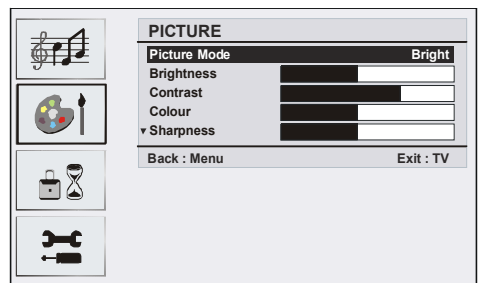 PICTURE
Picture Mode Bright
Brightness
Contrast
Colour
Sharpness
Back : Menu Exit : TV